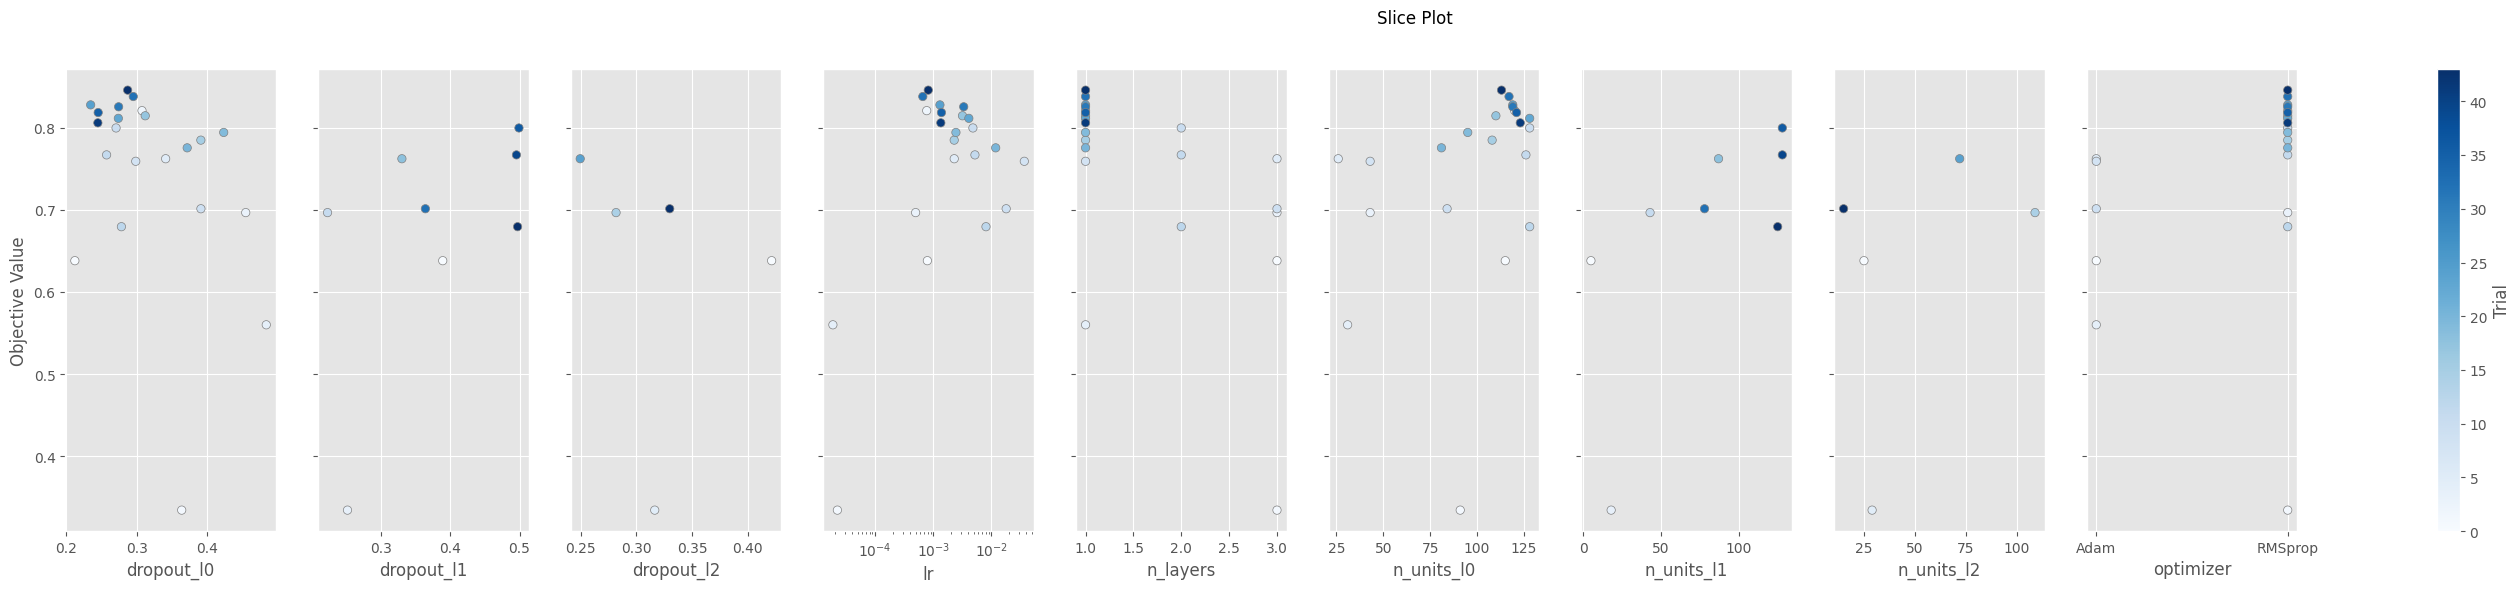 Slice Plot
Objective Value
0.8
0.7
0.6
0.5
0.4
0.2 0.3 0.4
dropout_l0
0.3 0.4 0.5
dropout_l1
0.25 0.30 0.35 0.40
dropout_l2
10⁻⁴ 10⁻³ 10⁻²
lr
1.0 1.5 2.0 2.5 3.0
n_layers
25 50 75 100 125
n_units_l0
0 50 100
n_units_l1
25 50 75 100
n_units_l2
Adam RMSprop
optimizer
40
35
30
25
20
15
10
5
0
Trial